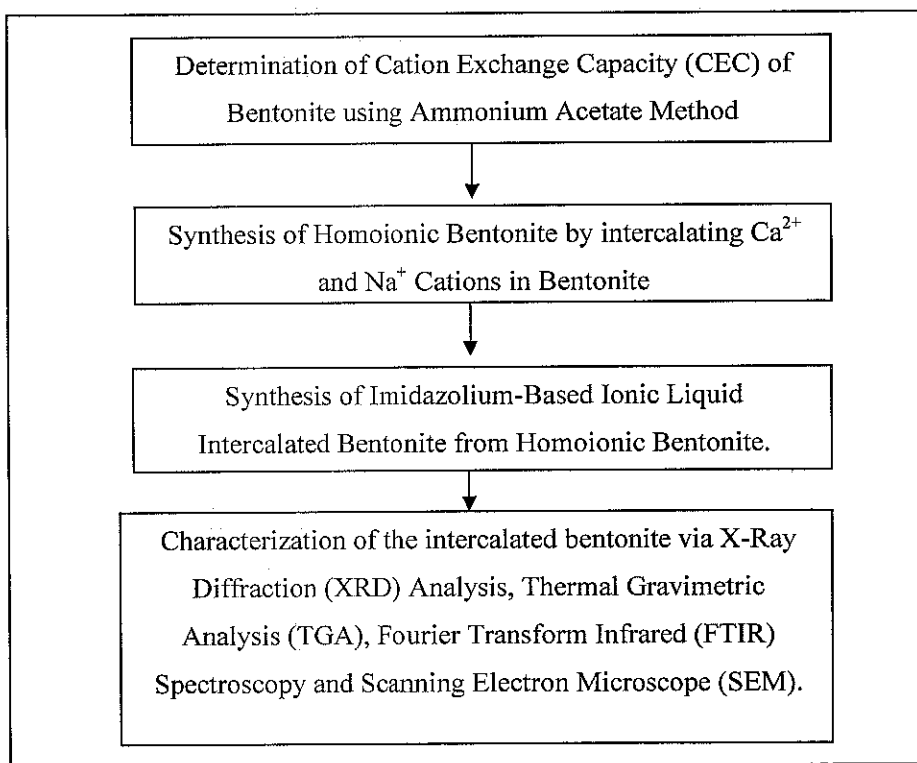 Determination of Cation Exchange Capacity (CEC) of
Bentonite using Ammonium Acetate Method
Synthesis of Homoionic Bentonite by intercalating Ca²⁺
and Na⁺ Cations in Bentonite
Synthesis of Imidazolium-Based Ionic Liquid
Intercalated Bentonite from Homoionic Bentonite.
Characterization of the intercalated bentonite via X-Ray
Diffraction (XRD) Analysis, Thermal Gravimetric
Analysis (TGA), Fourier Transform Infrared (FTIR)
Spectroscopy and Scanning Electron Microscope (SEM).